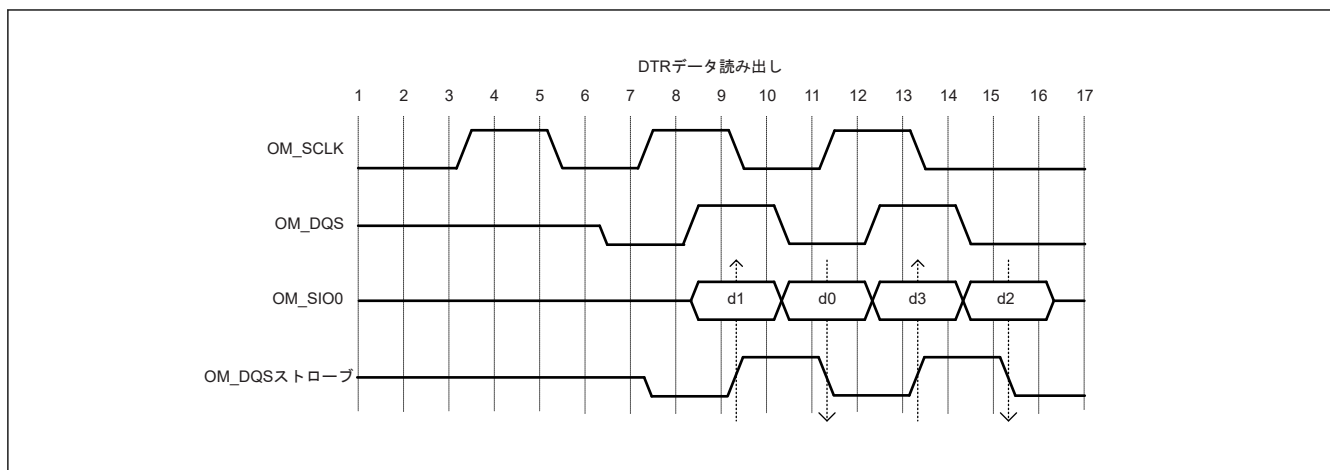 DTRデータ読み出し
1 2 3 4 5 6 7 8 9 10 11 12 13 14 15 16 17
OM_SCLK
OM_DQS
OM_SIO0 d1 d0 d3 d2
OM_DQSストローブ